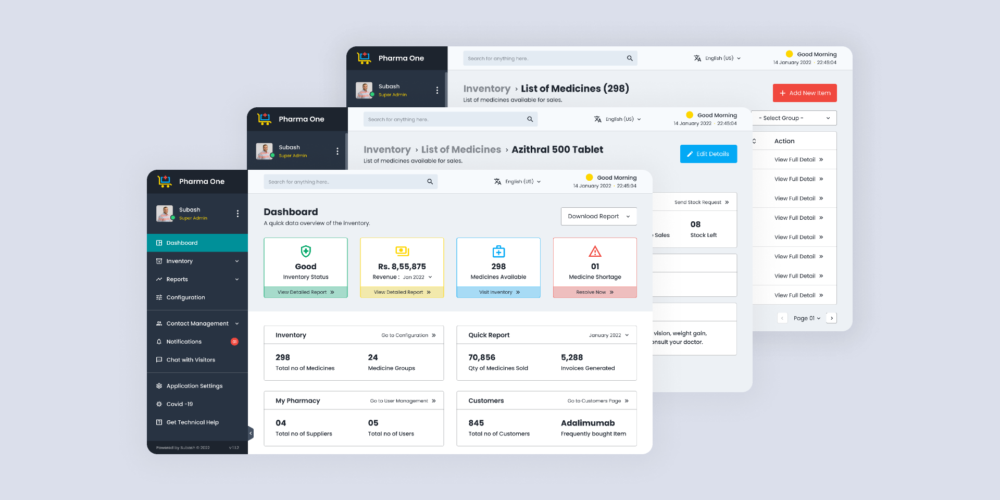 Pharma One
Search for anything here..
English (US)
Good Morning
14 January 2022 · 22:45:04
Subash
Super Admin
Inventory › List of Medicines (298)
List of medicines available for sales.
+ Add New Item
- Select Group -
Action
View Full Detail »
View Full Detail »
View Full Detail »
View Full Detail »
View Full Detail »
View Full Detail »
View Full Detail »
View Full Detail »
Page 01
Pharma One
Search for anything here..
English (US)
Good Morning
14 January 2022 · 22:45:04
Subash
Super Admin
Inventory › List of Medicines › Azithral 500 Tablet
List of medicines available for sales.
Edit Details
Send Stock Request »
08
Sales
Stock Left
vision, weight gain,
your doctor.
Pharma One
Search for anything here..
English (US)
Good Morning
14 January 2022 · 22:45:04
Subash
Super Admin
Dashboard
Inventory
Reports
Configuration
Contact Management
Notifications
01
Chat with Visitors
Application Settings
Covid -19
Get Technical Help
Powered by Subash © 2022
v 1.1.2
Dashboard
A quick data overview of the inventory.
Download Report
Good
Inventory Status
View Detailed Report »
Rs. 8,55,875
Revenue : Jan 2022
View Detailed Report »
298
Medicines Available
Visit Inventory »
01
Medicine Shortage
Resolve Now »
Inventory
Go to Configuration »
298
Total no of Medicines
24
Medicine Groups
Quick Report
January 2022
70,856
Qty of Medicines Sold
5,288
Invoices Generated
My Pharmacy
Go to User Management »
04
Total no of Suppliers
05
Total no of Users
Customers
Go to Customers Page »
845
Total no of Customers
Adalimumab
Frequently bought Item